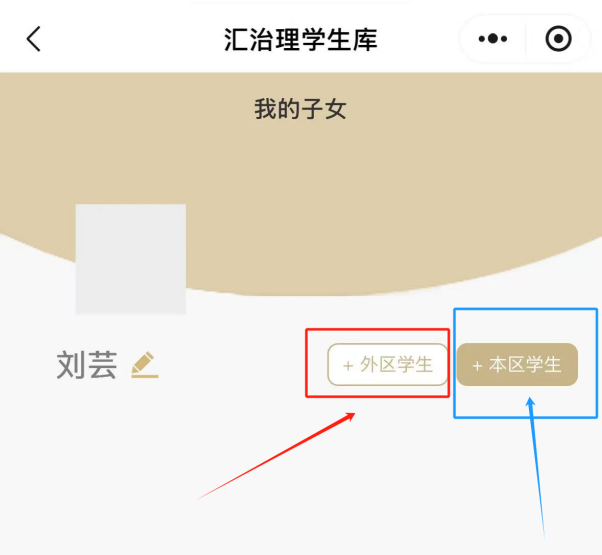 汇治理学生库
我的子女
刘芸
+ 外区学生
+ 本区学生